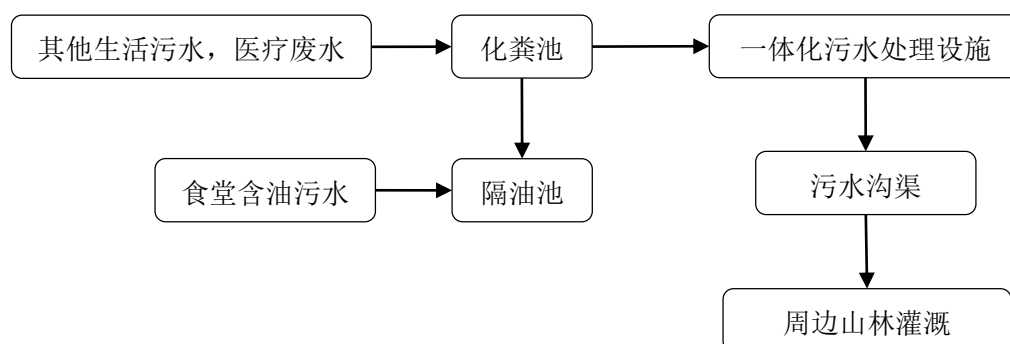 其他生活污水，医疗废水
化粪池
一体化污水处理设施
食堂含油污水
隔油池
污水沟渠
周边山林灌溉